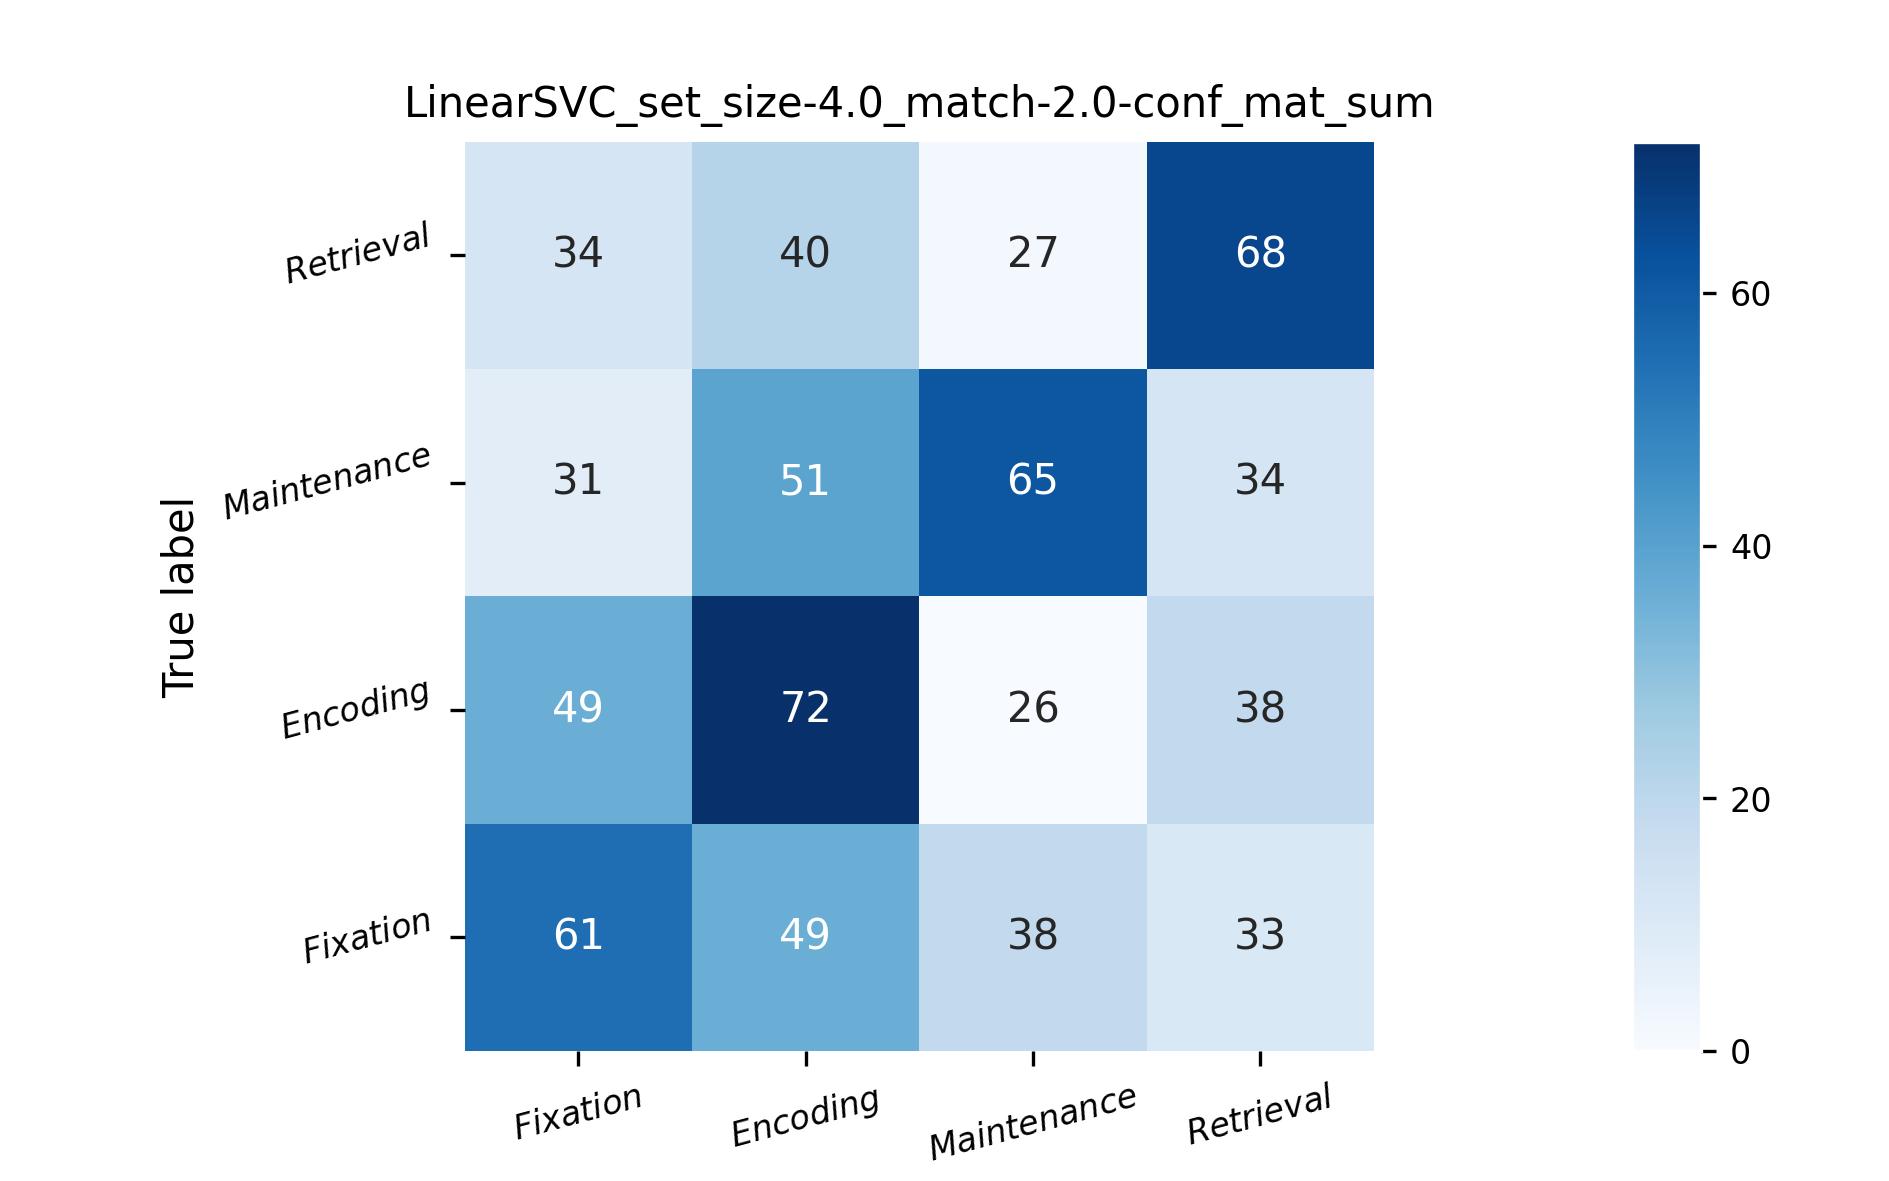 LinearSVC_set_size-4.0_match-2.0-conf_mat_sum
True label
Retrieval 34 40 27 68
Maintenance 31 51 65 34
Encoding 49 72 26 38
Fixation 61 49 38 33
Fixation Encoding Maintenance Retrieval
60
40
20
0